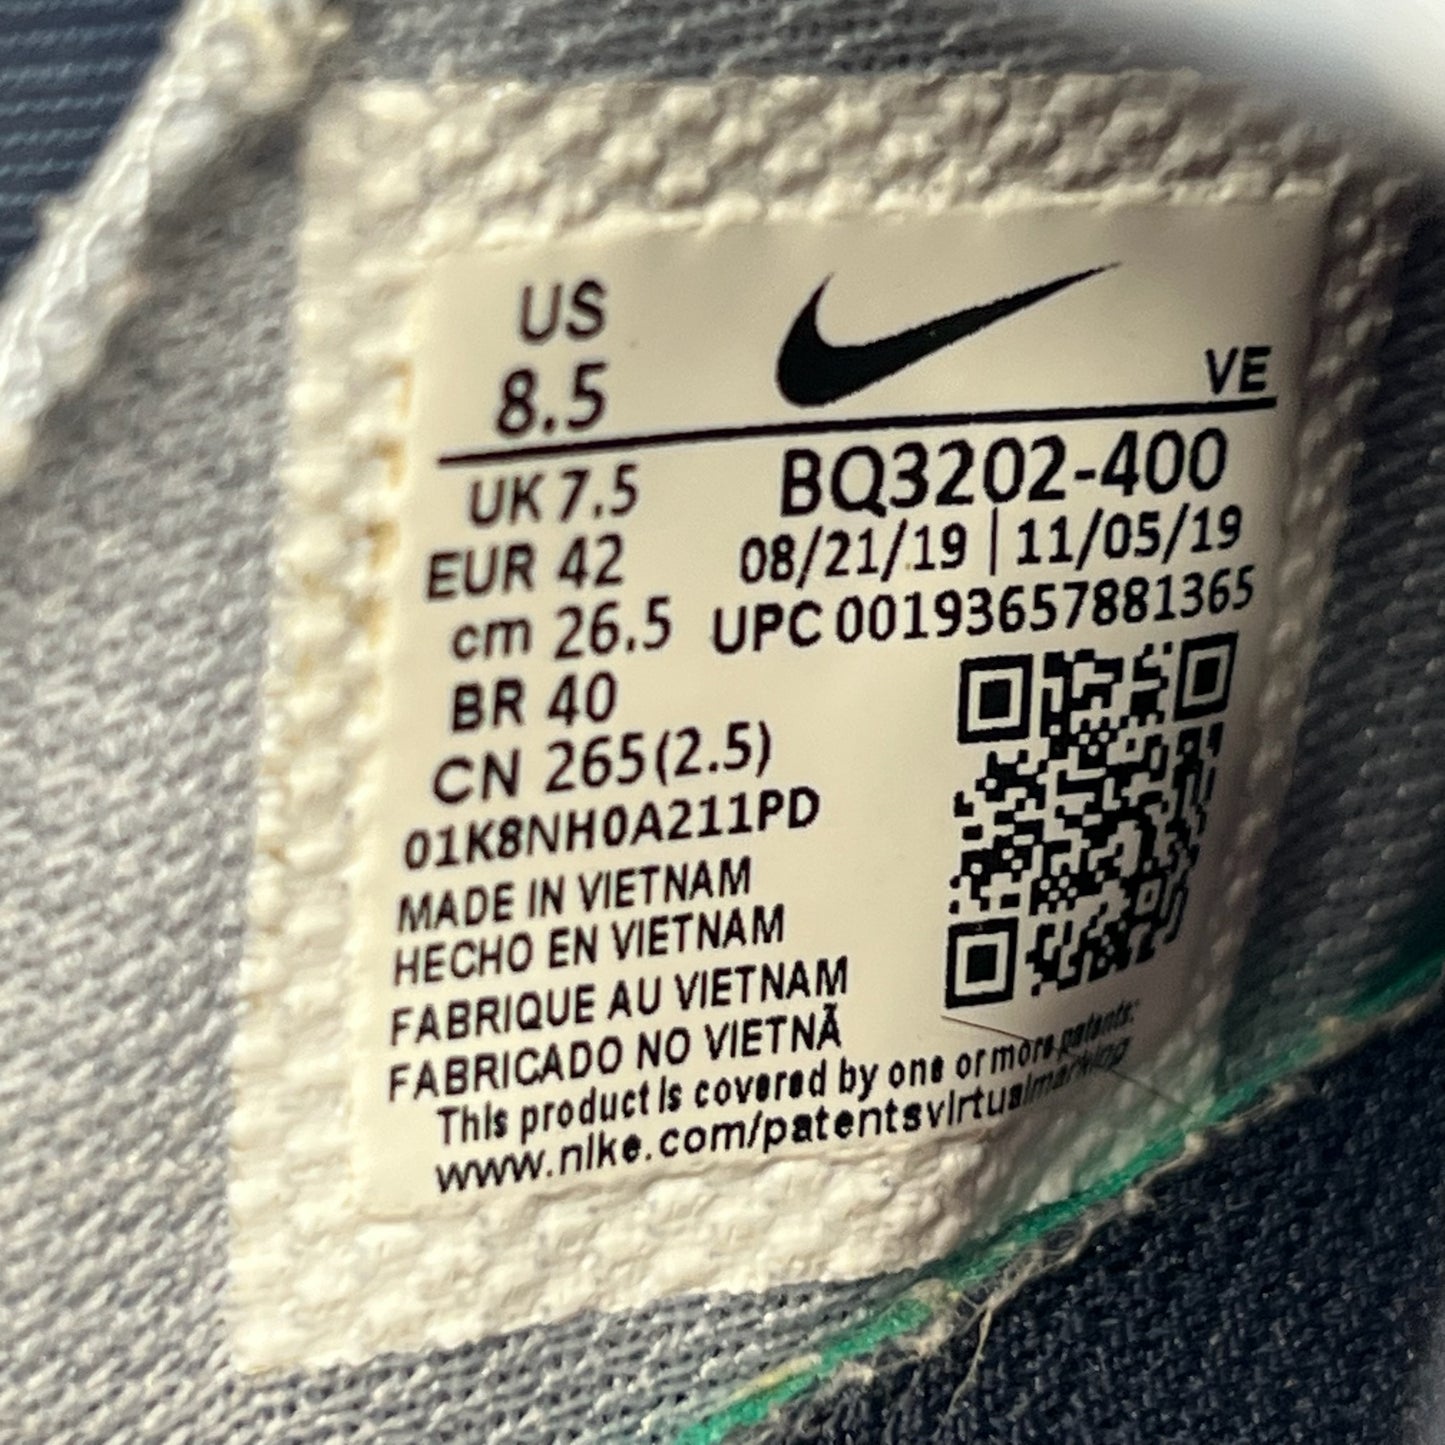 US
8.5
VE
UK 7.5
BQ3202-400
EUR 42
08/21/19 | 11/05/19
cm 26.5
UPC 00193657881365
BR 40
CN 265(2.5)
01K8NH0A211PD
MADE IN VIETNAM
HECHO EN VIETNAM
FABRIQUE AU VIETNAM
FABRICADO NO VIETNÃ
This product is covered by one or more patents:
www.nike.com/patentsvirtualmarking